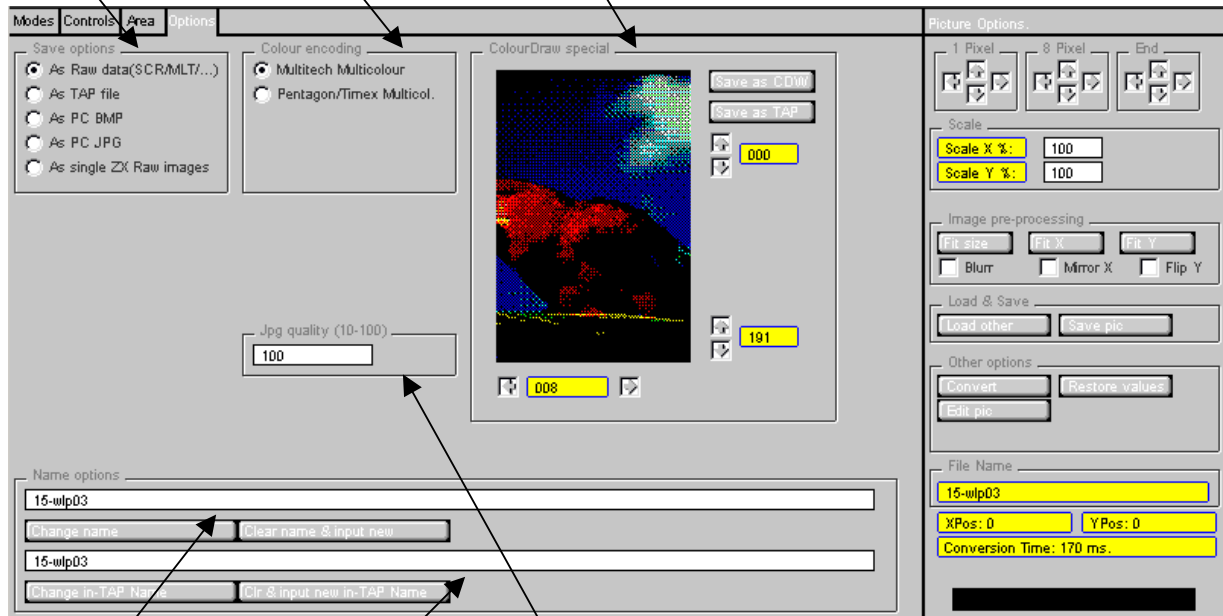 Modes Controls Area Options
Save options
As Raw data(SCR/MLT/...)
As TAP file
As PC BMP
As PC JPG
As single ZX Raw images
Colour encoding
Multitech Multicolour
Pentagon/Timex Multicol.
ColourDraw special
Save as CDW
Save as TAP
000
191
008
Jpg quality (10-100)
100
Name options
15-wlp03
Change name Clear name & input new
15-wlp03
Change in-TAP Name Clr & input new in-TAP Name
Picture Options.
1 Pixel 8 Pixel End
Scale
Scale X %: 100
Scale Y %: 100
Image pre-processing
Fit size Fit X Fit Y
Blurr Mirror X Flip Y
Load & Save
Load other Save pic
Other options
Convert Restore values
Edit pic
File Name
15-wlp03
XPos: 0 YPos: 0
Conversion Time: 170 ms.